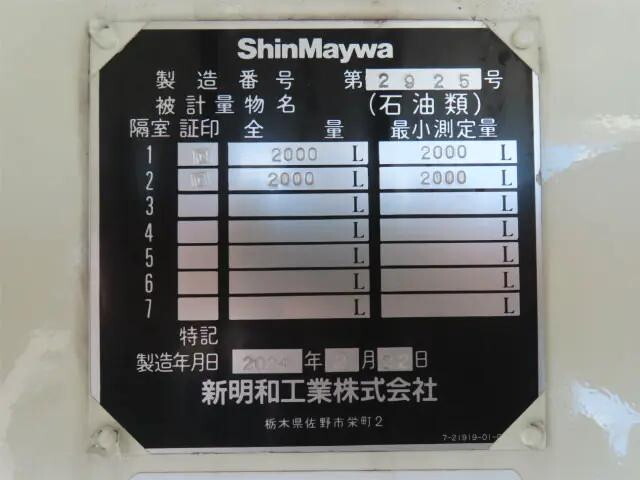 ShinMaywa
製造番号 第2925号
被計量物名 (石油類)
隔室 証印 全量 最小測定量
1 2000 L 2000 L
2 2000 L 2000 L
3 L L
4 L L
5 L L
6 L L
7 L L
特記
製造年月日 年 月 日
新明和工業株式会社
栃木県佐野市栄町2
7-21919-01-